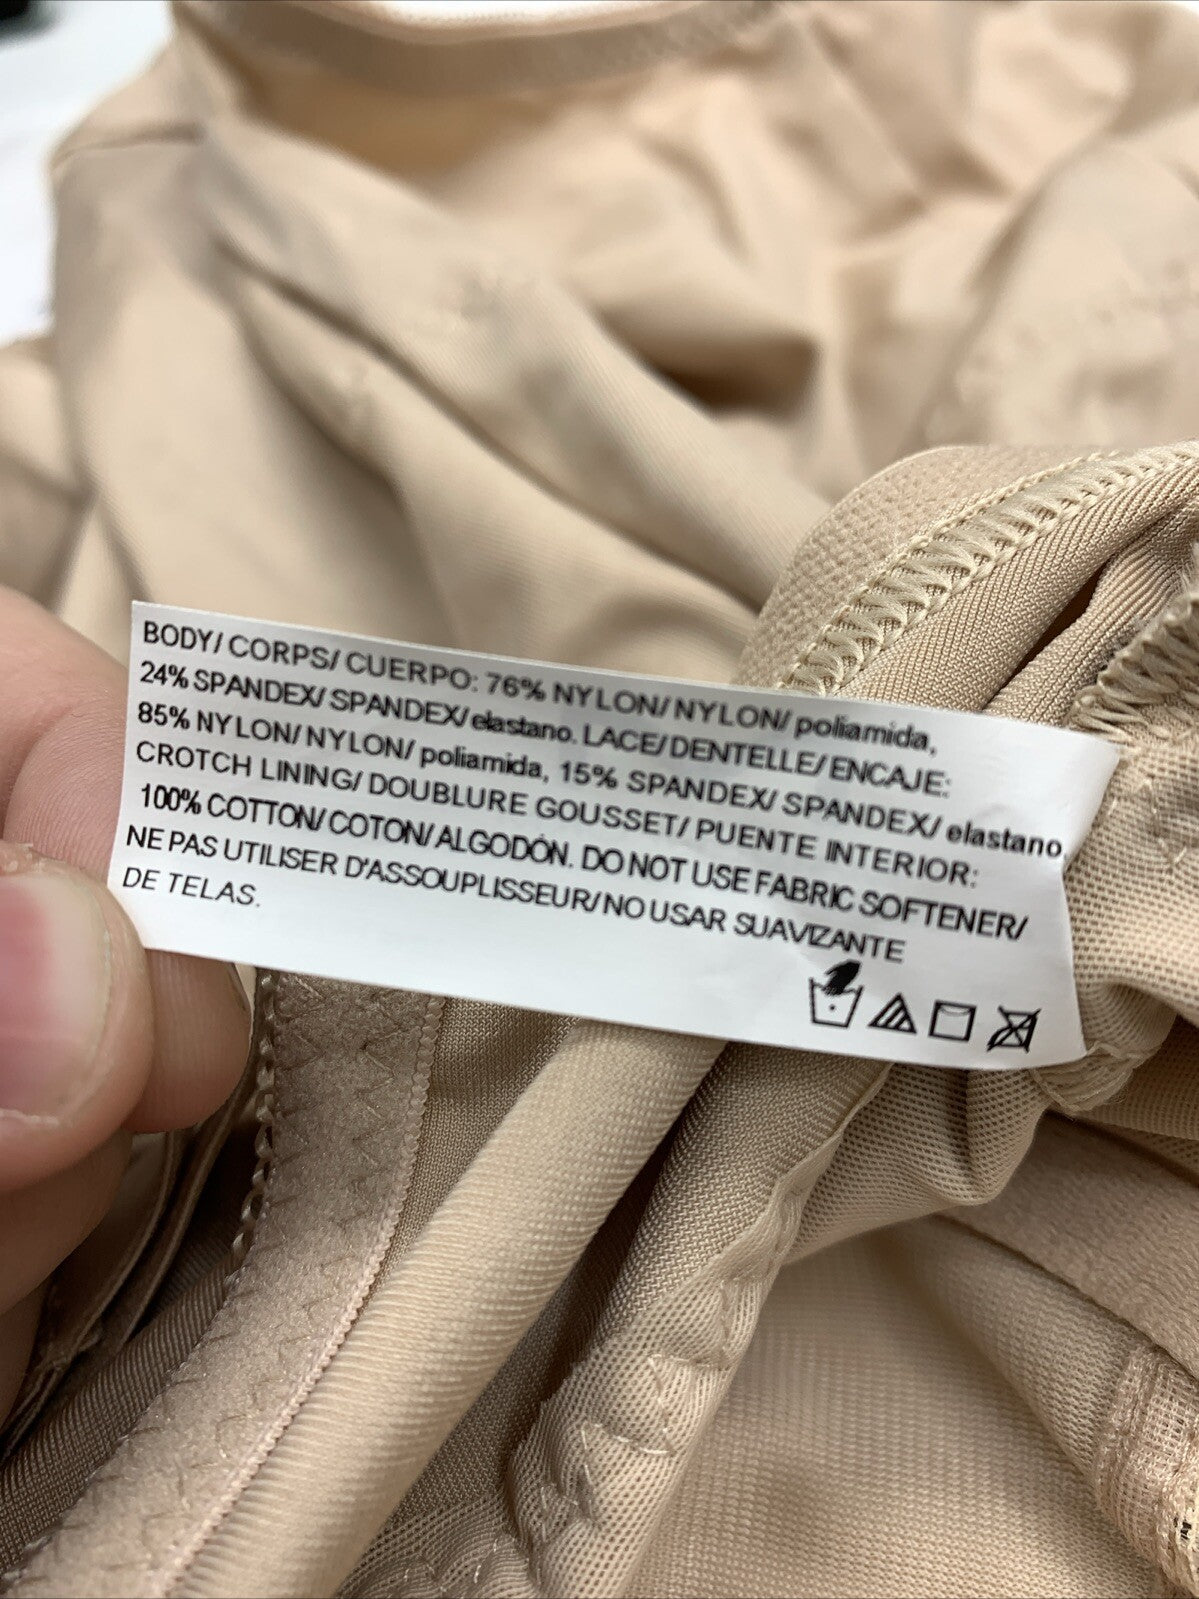 BODY/ CORPS/ CUERPO: 76% NYLON/ NYLON/ poliamida,
24% SPANDEX/ SPANDEX/ elastano. LACE/ DENTELLE/ ENCAJE:
85% NYLON/ NYLON/ poliamida, 15% SPANDEX/ SPANDEX/ elastano,
CROTCH LINING/ DOUBLURE GOUSSET/ PUENTE INTERIOR:
100% COTTON/ COTON/ ALGODÓN. DO NOT USE FABRIC SOFTENER/
NE PAS UTILISER D'ASSOUPLISSEUR/ NO USAR SUAVIZANTE
DE TELAS.